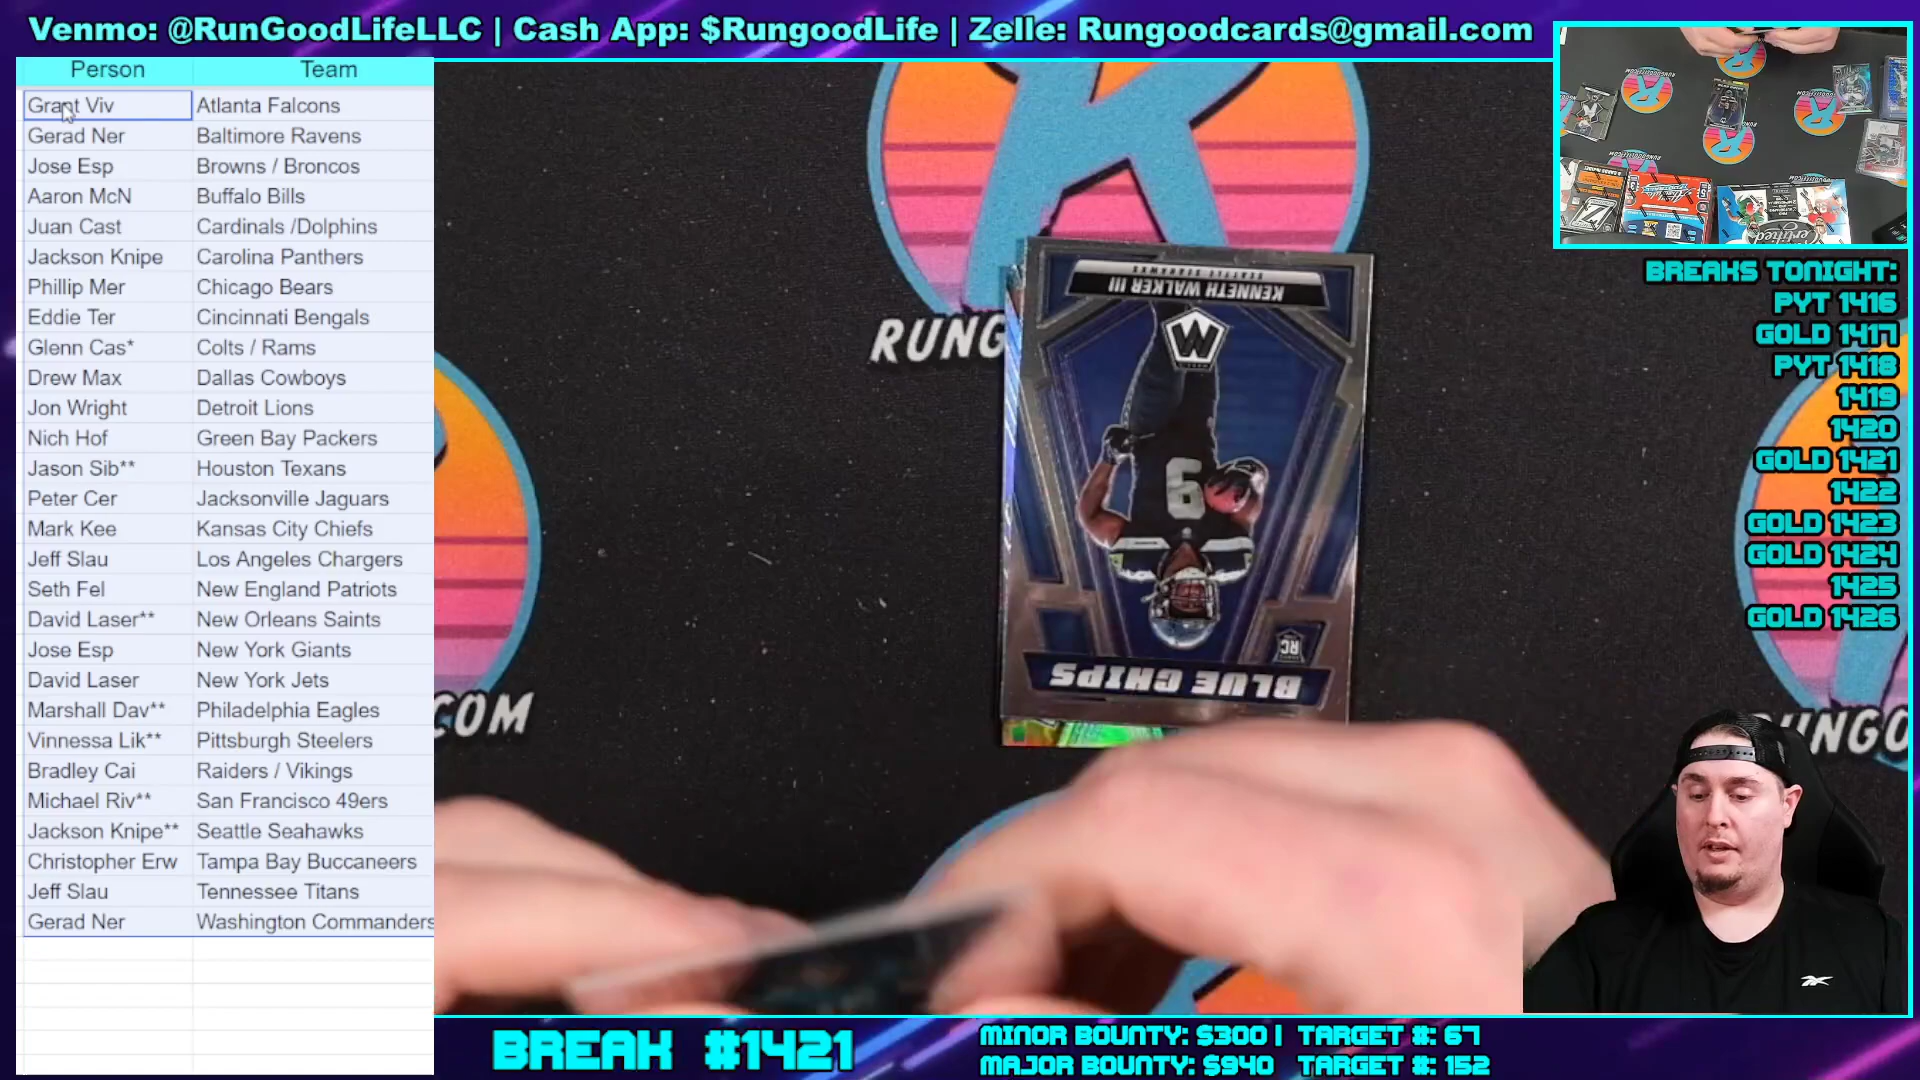 Venmo: @RunGoodLifeLLC | Cash App: $RungoodLife | Zelle: Rungoodcards@gmail.com
Person Team
Grant Viv Atlanta Falcons
Gerad Ner Baltimore Ravens
Jose Esp Browns / Broncos
Aaron McN Buffalo Bills
Juan Cast Cardinals /Dolphins
Jackson Knipe Carolina Panthers
Phillip Mer Chicago Bears
Eddie Ter Cincinnati Bengals
Glenn Cas* Colts / Rams
Drew Max Dallas Cowboys
Jon Wright Detroit Lions
Nich Hof Green Bay Packers
Jason Sib** Houston Texans
Peter Cer Jacksonville Jaguars
Mark Kee Kansas City Chiefs
Jeff Slau Los Angeles Chargers
Seth Fel New England Patriots
David Laser** New Orleans Saints
Jose Esp New York Giants
David Laser New York Jets
Marshall Dav** Philadelphia Eagles
Vinnessa Lik** Pittsburgh Steelers
Bradley Cai Raiders / Vikings
Michael Riv** San Francisco 49ers
Jackson Knipe** Seattle Seahawks
Christopher Erw Tampa Bay Buccaneers
Jeff Slau Tennessee Titans
Gerad Ner Washington Commanders
RUNG
COM
UNGO
SEATTLE SEAHAWKS
KENNETH WALKER III
W
9
RC
BLUE CHIPS
BREAKS TONIGHT:
PYT 1416
GOLD 1417
PYT 1418
1419
1420
GOLD 1421
1422
GOLD 1423
GOLD 1424
1425
GOLD 1426
BREAK #1421
MINOR BOUNTY: $300 | TARGET #: 67
MAJOR BOUNTY: $940 TARGET #: 152